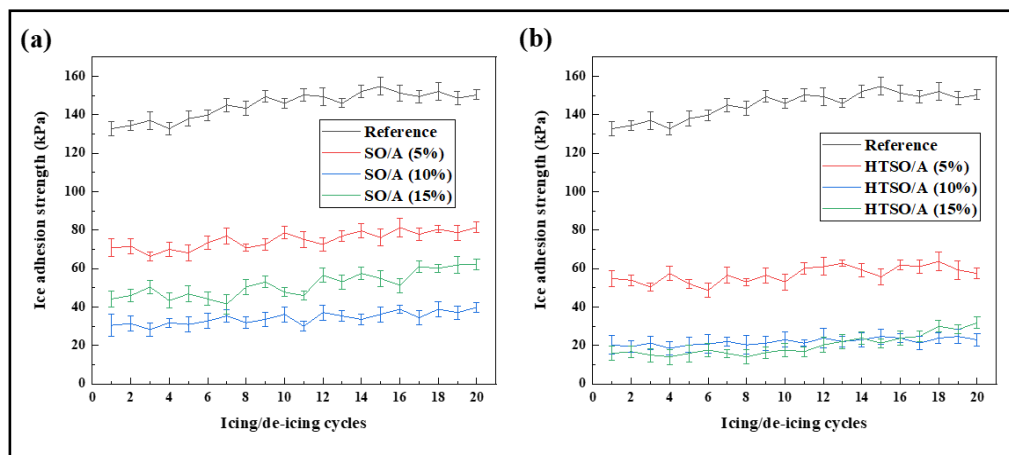 (a)
Ice adhesion strength (kPa)
160
140
120
100
80
60
40
20
0
Reference
SO/A (5%)
SO/A (10%)
SO/A (15%)
0 2 4 6 8 10 12 14 16 18 20
Icing/de-icing cycles
(b)
Ice adhesion strength (kPa)
160
140
120
100
80
60
40
20
0
Reference
HTSO/A (5%)
HTSO/A (10%)
HTSO/A (15%)
0 2 4 6 8 10 12 14 16 18 20
Icing/de-icing cycles